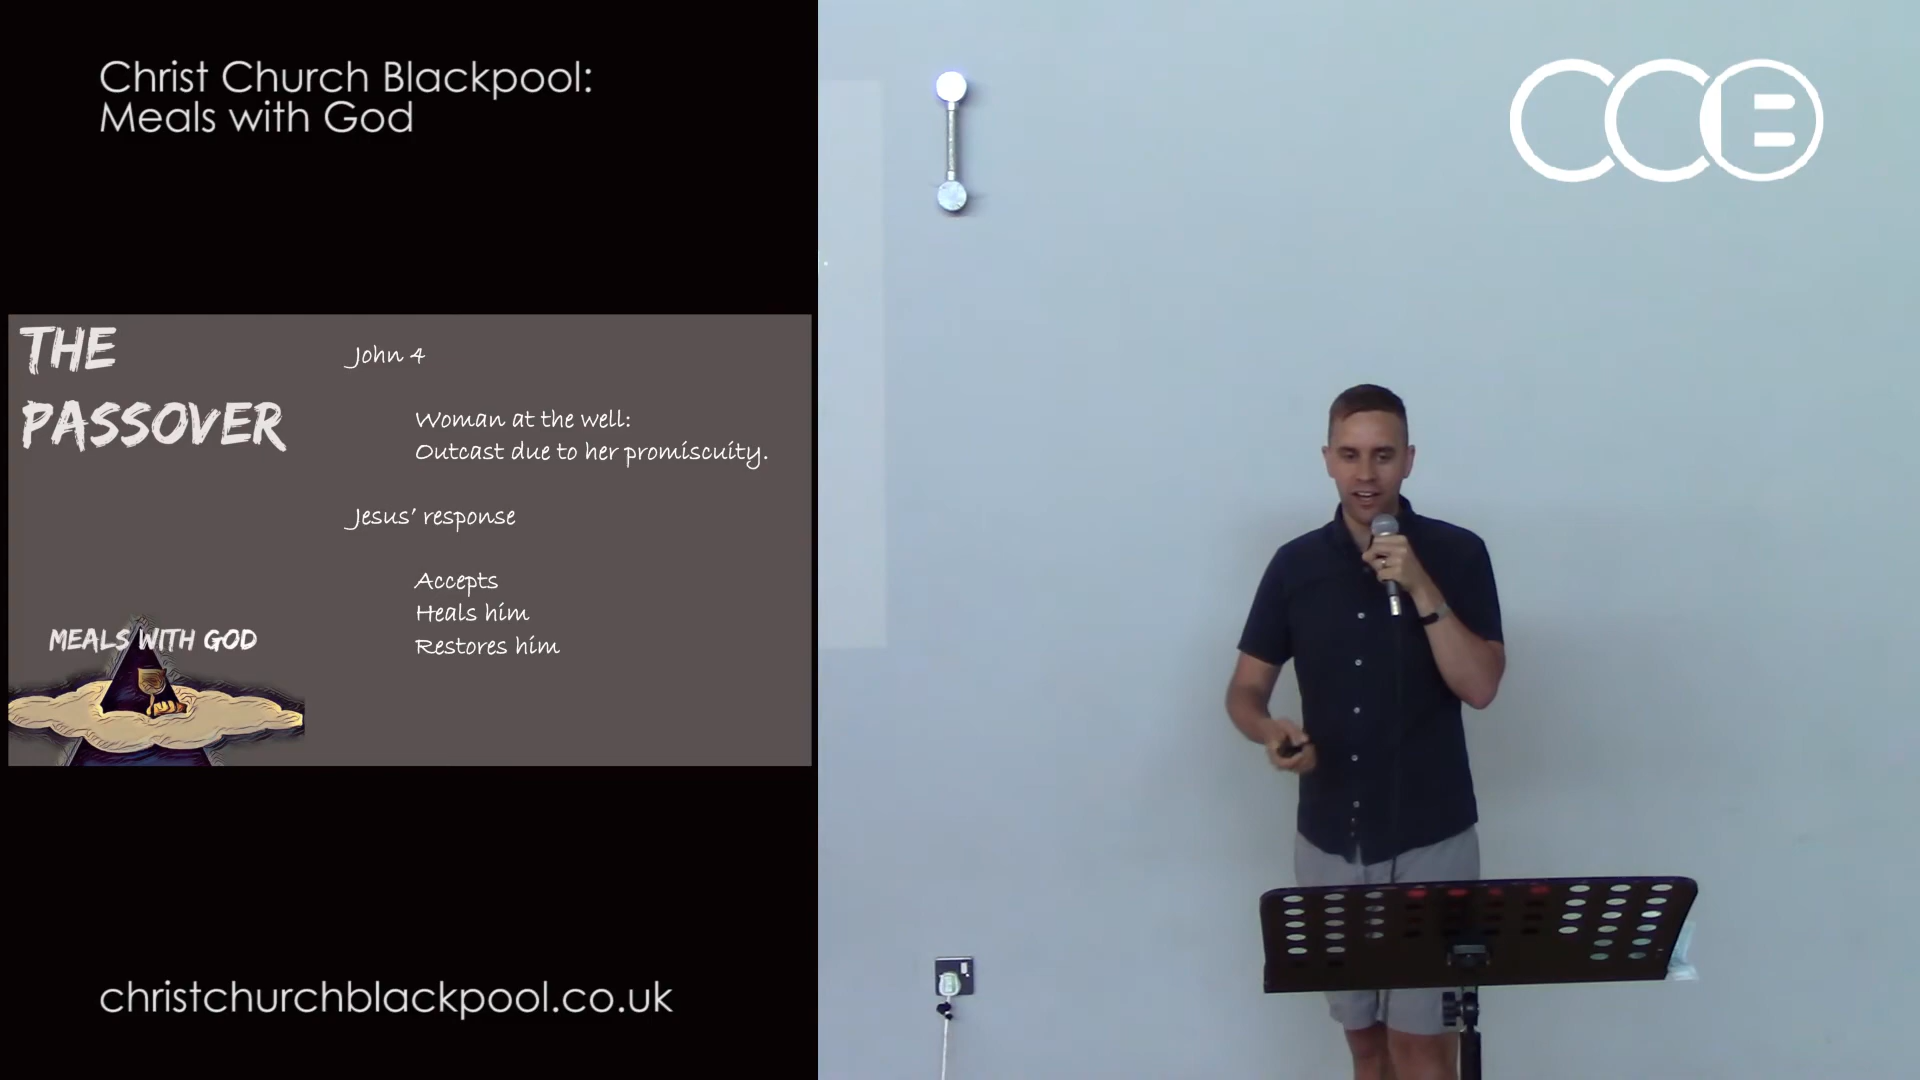 Christ Church Blackpool:
Meals with God
CCB
THE
PASSOVER
John 4
Woman at the well:
Outcast due to her promiscuity.
Jesus' response
Accepts
Heals him
Restores him
MEALS WITH GOD
christchurchblackpool.co.uk